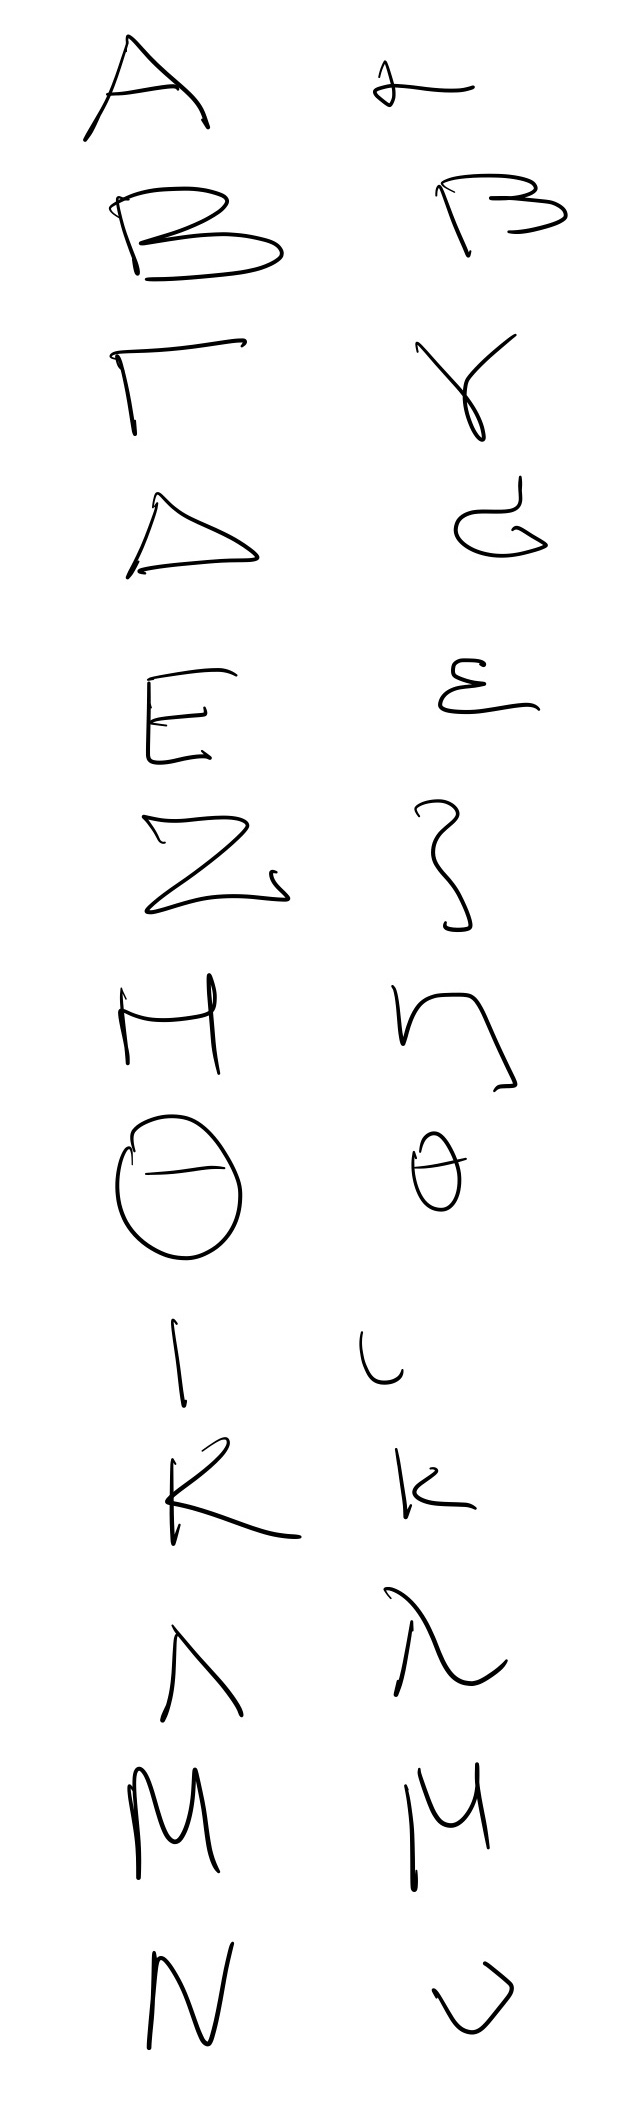 Α α
Β β
Γ γ
Δ δ
Ε ε
Ζ ζ
Η η
Θ θ
Ι ι
Κ κ
Λ λ
Μ μ
Ν ν